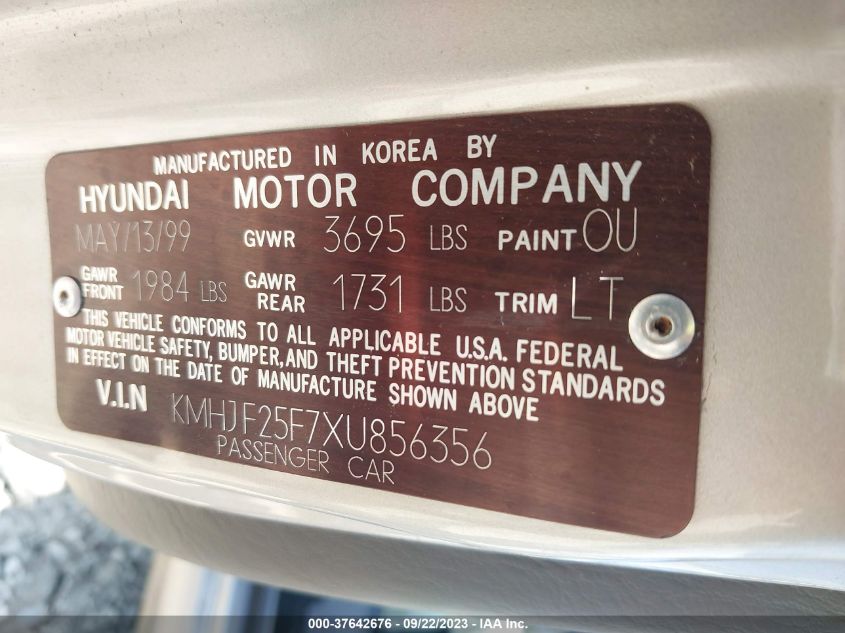 MANUFACTURED IN KOREA BY
HYUNDAI MOTOR COMPANY
MAY/13/99 GVWR 3695 LBS PAINT OU
GAWR FRONT 1984 LBS GAWR REAR 1731 LBS TRIM LT
THIS VEHICLE CONFORMS TO ALL APPLICABLE U.S.A. FEDERAL
MOTOR VEHICLE SAFETY, BUMPER, AND THEFT PREVENTION STANDARDS
IN EFFECT ON THE DATE OF MANUFACTURE SHOWN ABOVE
V.I.N KMHJF25F7XU856356
PASSENGER CAR
000-37642676 - 09/22/2023 - IAA Inc.